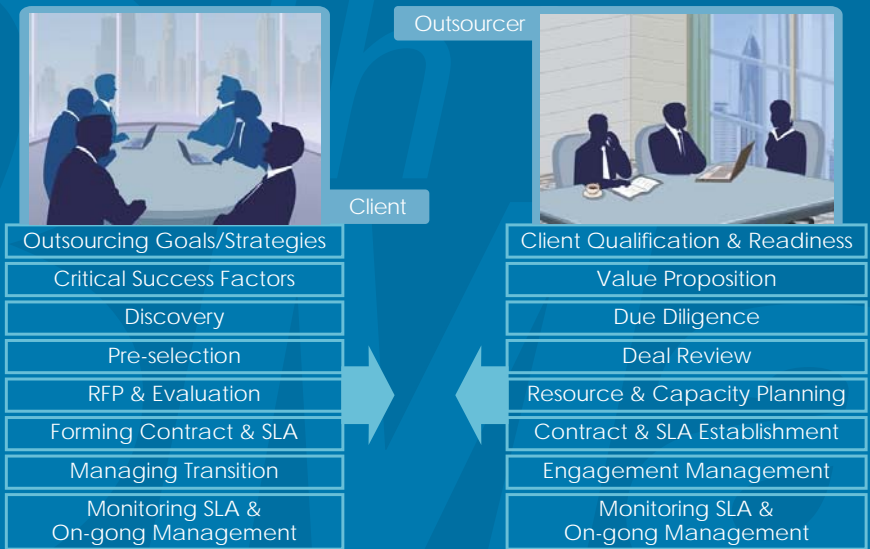 Outsourcer
Client
Outsourcing Goals/Strategies
Critical Success Factors
Discovery
Pre-selection
RFP & Evaluation
Forming Contract & SLA
Managing Transition
Monitoring SLA &
On-gong Management
Client Qualification & Readiness
Value Proposition
Due Diligence
Deal Review
Resource & Capacity Planning
Contract & SLA Establishment
Engagement Management
Monitoring SLA &
On-gong Management